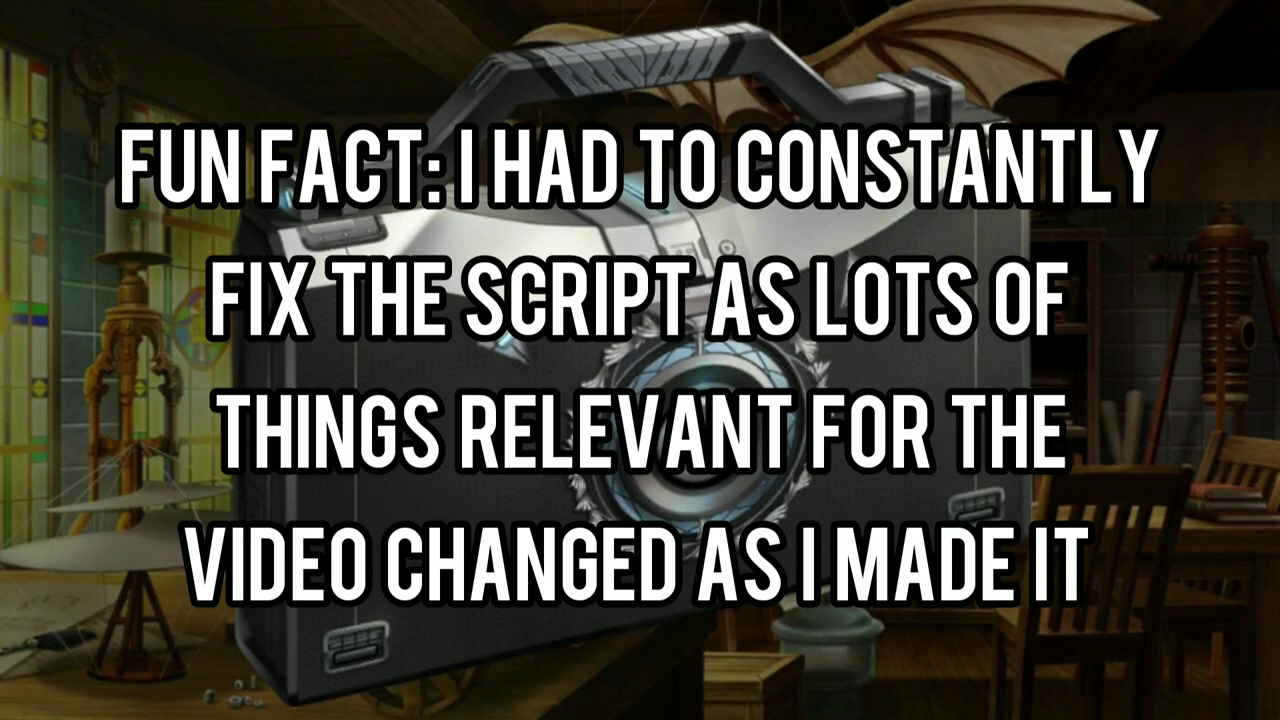 FUN FACT: I HAD TO CONSTANTLY
FIX THE SCRIPT AS LOTS OF
THINGS RELEVANT FOR THE
VIDEO CHANGED AS I MADE IT